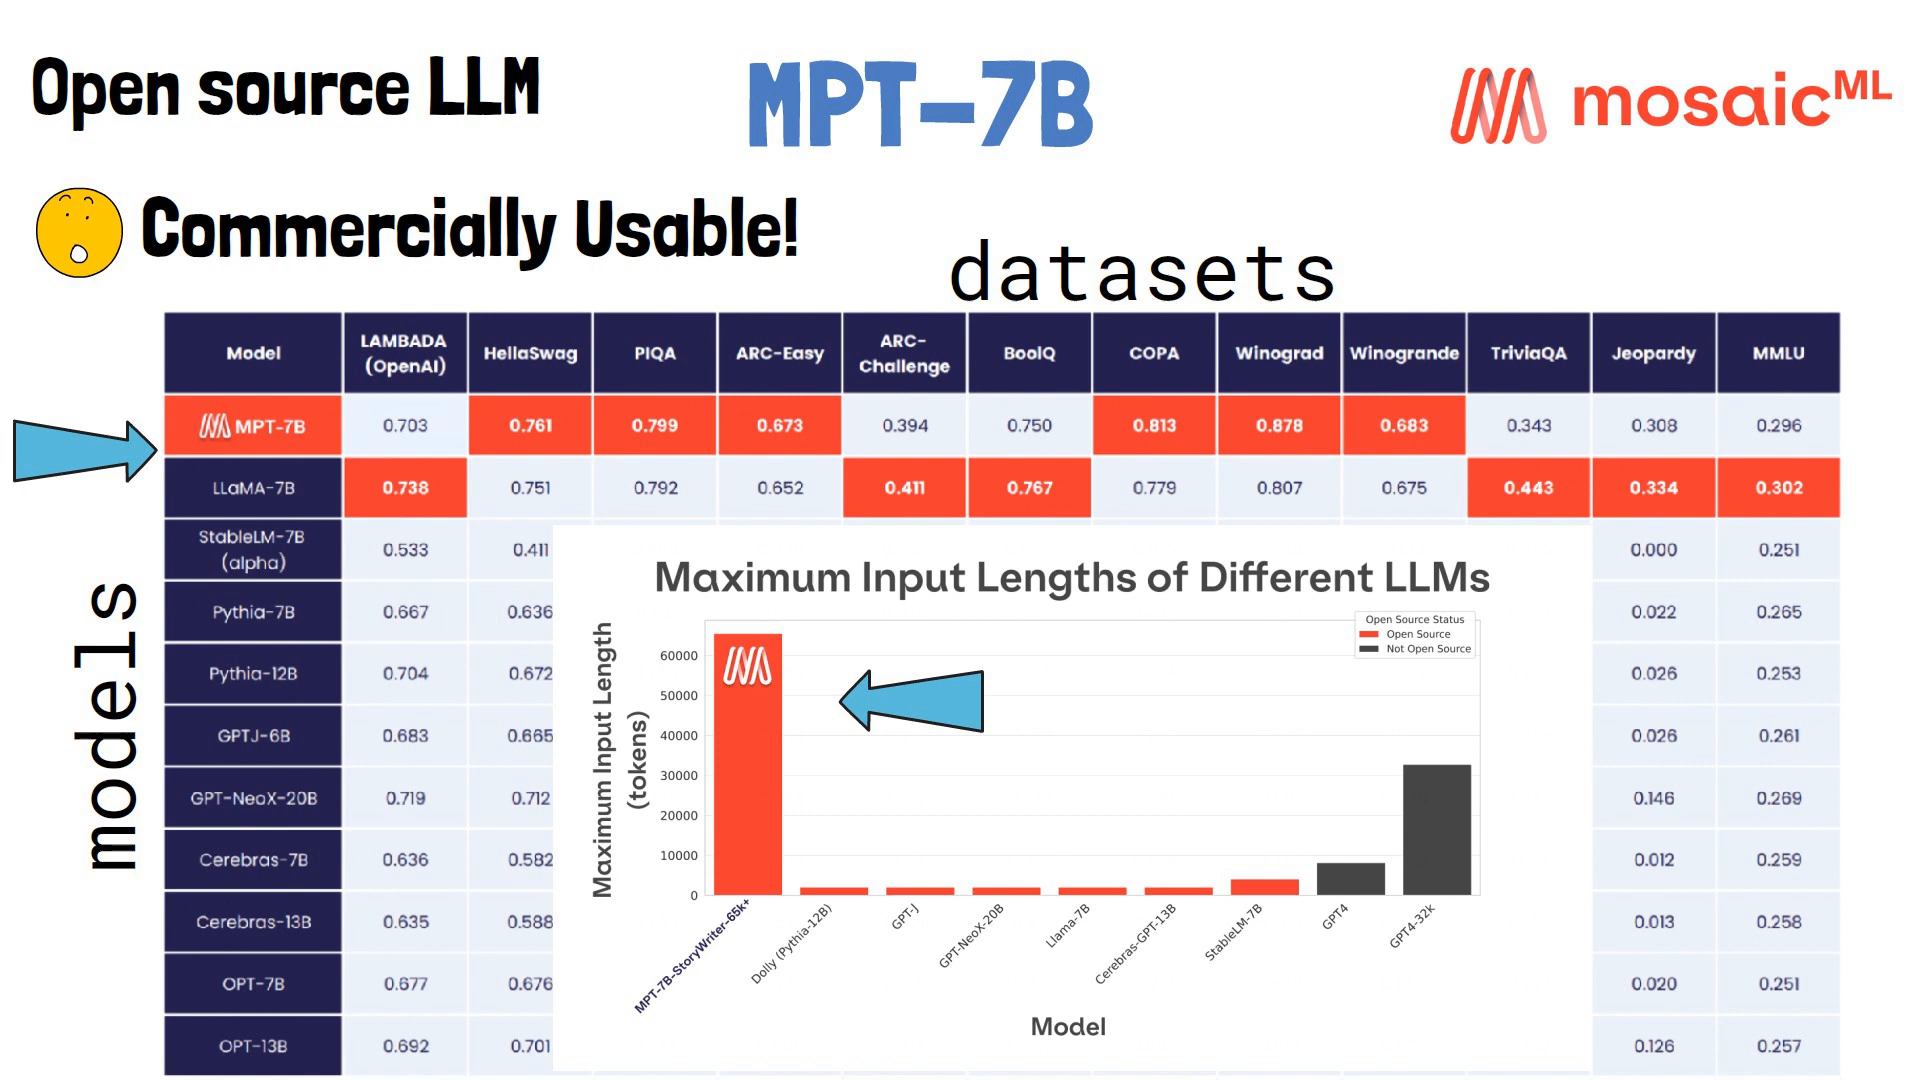 Open source LLM
MPT-7B
mosaicML
Commercially Usable!
datasets
models
Model LAMBADA (OpenAI) HellaSwag PIQA ARC-Easy ARC-Challenge BoolQ COPA Winograd Winogrande TriviaQA Jeopardy MMLU
MPT-7B 0.703 0.761 0.799 0.673 0.394 0.750 0.813 0.878 0.683 0.343 0.308 0.296
LLaMA-7B 0.738 0.751 0.792 0.652 0.411 0.767 0.779 0.807 0.675 0.443 0.334 0.302
StableLM-7B (alpha) 0.533 0.411 0.000 0.251
Pythia-7B 0.667 0.636 0.022 0.265
Pythia-12B 0.704 0.672 0.026 0.253
GPTJ-6B 0.683 0.665 0.026 0.261
GPT-NeoX-20B 0.719 0.712 0.146 0.269
Cerebras-7B 0.636 0.582 0.012 0.259
Cerebras-13B 0.635 0.588 0.013 0.258
OPT-7B 0.677 0.676 0.020 0.251
OPT-13B 0.692 0.701 0.126 0.257
Maximum Input Lengths of Different LLMs
Open Source Status
Open Source
Not Open Source
Maximum Input Length
(tokens)
60000
50000
40000
30000
20000
10000
0
MPT-7B-StoryWriter-65k+
Dolly (Pythia-12B)
GPT-J
GPT-NeoX-20B
Llama-7B
Cerebras-GPT-13B
StableLM-7B
GPT4
GPT4-32k
Model